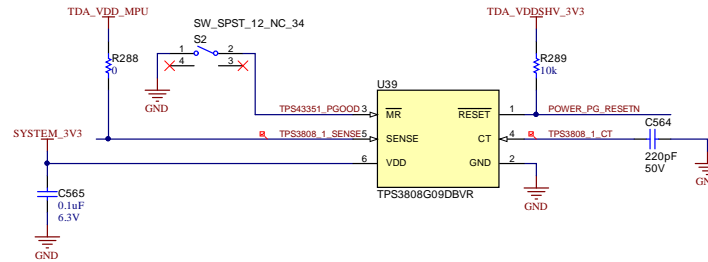 TDA_VDD_MPU
TDA_VDDSHV_3V3
SW_SPST_12_NC_34
S2
R288
0
1
2
4
3
R289
10k
GND
U39
TPS43351_PGOOD
3
MR
RESET
1
POWER_PG_RESETN
C564
SYSTEM_3V3
TPS3808_1_SENSE
5
SENSE
CT
4
TPS3808_1_CT
6
VDD
GND
2
220pF
50V
GND
C565
0.1uF
6.3V
TPS3808G09DBVR
GND
GND